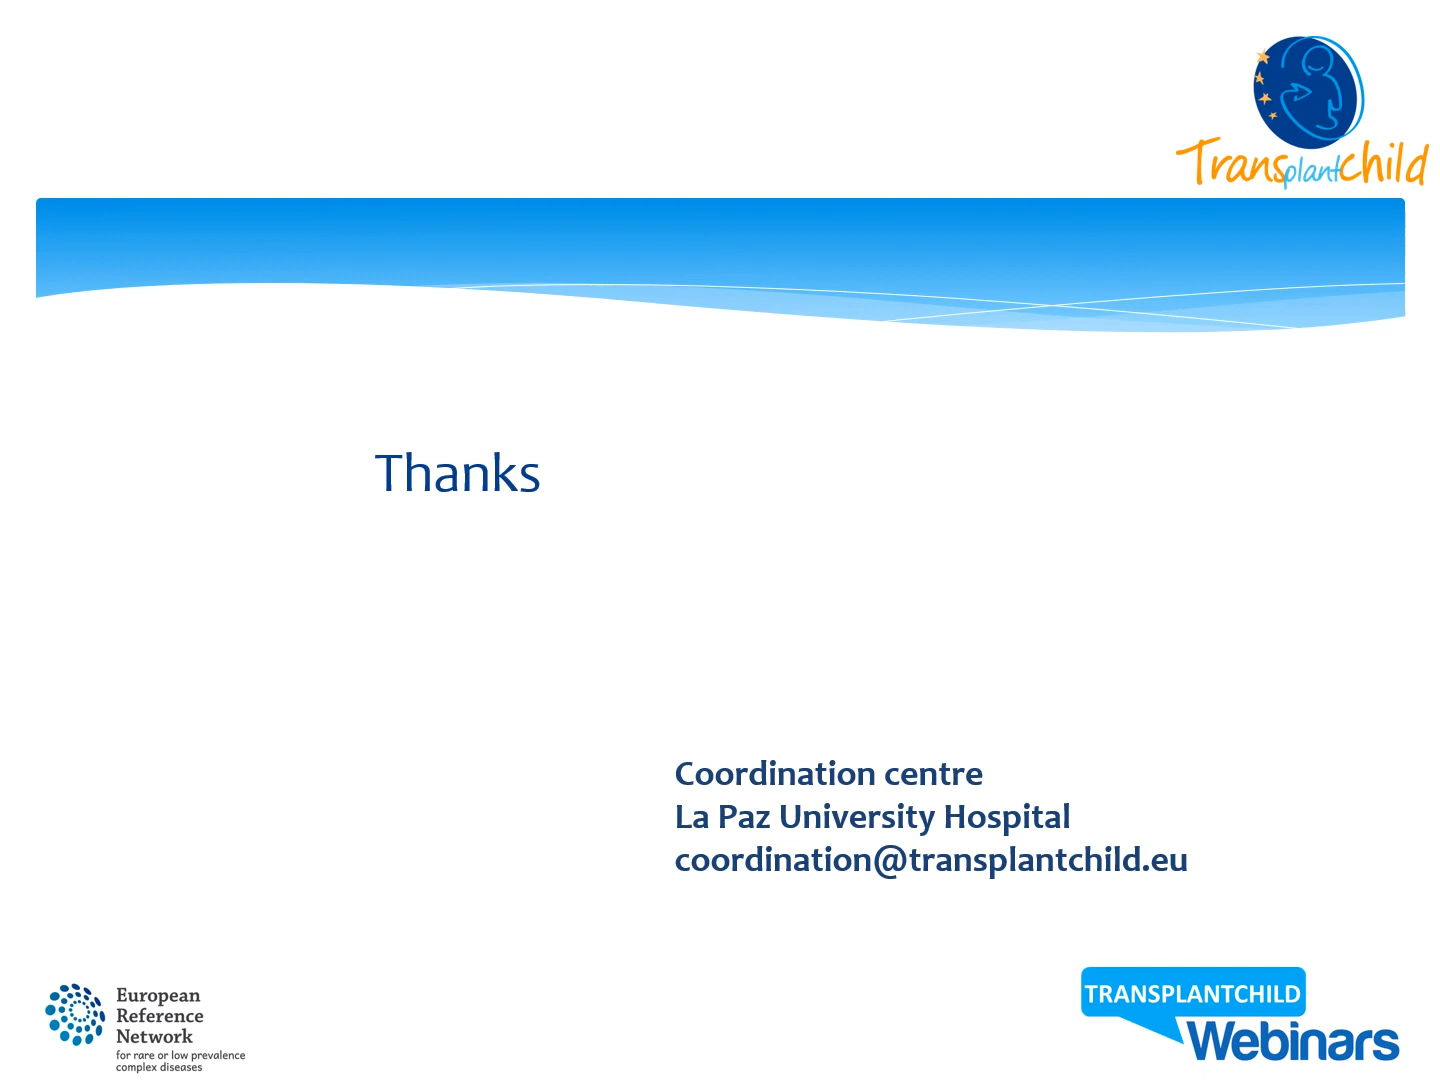 Transplantchild
Thanks
Coordination centre
La Paz University Hospital
coordination@transplantchild.eu
European
Reference
Network
for rare or low prevalence
complex diseases
TRANSPLANTCHILD
Webinars